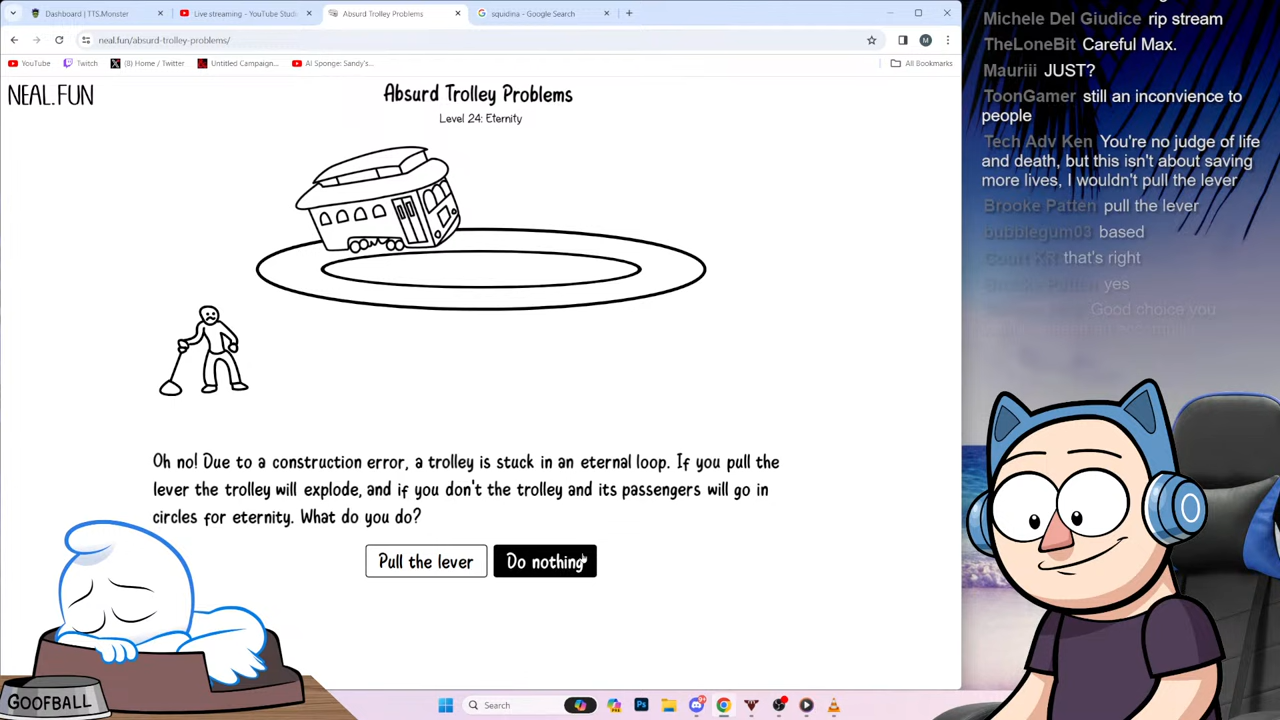 Dashboard | TTS.Monster
Live streaming - YouTube Studi
Absurd Trolley Problems
squidina - Google Search
neal.fun/absurd-trolley-problems/
M
YouTube
Twitch
(8) Home / Twitter
Untitled Campaign...
AI Sponge: Sandy's...
All Bookmarks
NEAL.FUN
Absurd Trolley Problems
Level 24: Eternity
Oh no! Due to a construction error, a trolley is stuck in an eternal loop. If you pull the
lever the trolley will explode, and if you don't the trolley and its passengers will go in
circles for eternity. What do you do?
Pull the lever
Do nothing
GOOFBALL
Search
Michele Del Giudice rip stream
TheLoneBit Careful Max.
Mauriii JUST?
ToonGamer still an inconvience to
people
Tech Adv Ken You're no judge of life
and death, but this isn't about saving
more lives, I wouldn't pull the lever
Brooke Patten pull the lever
bubblegum03 based
Court KR that's right
Brooke Patten yes
Good choice you